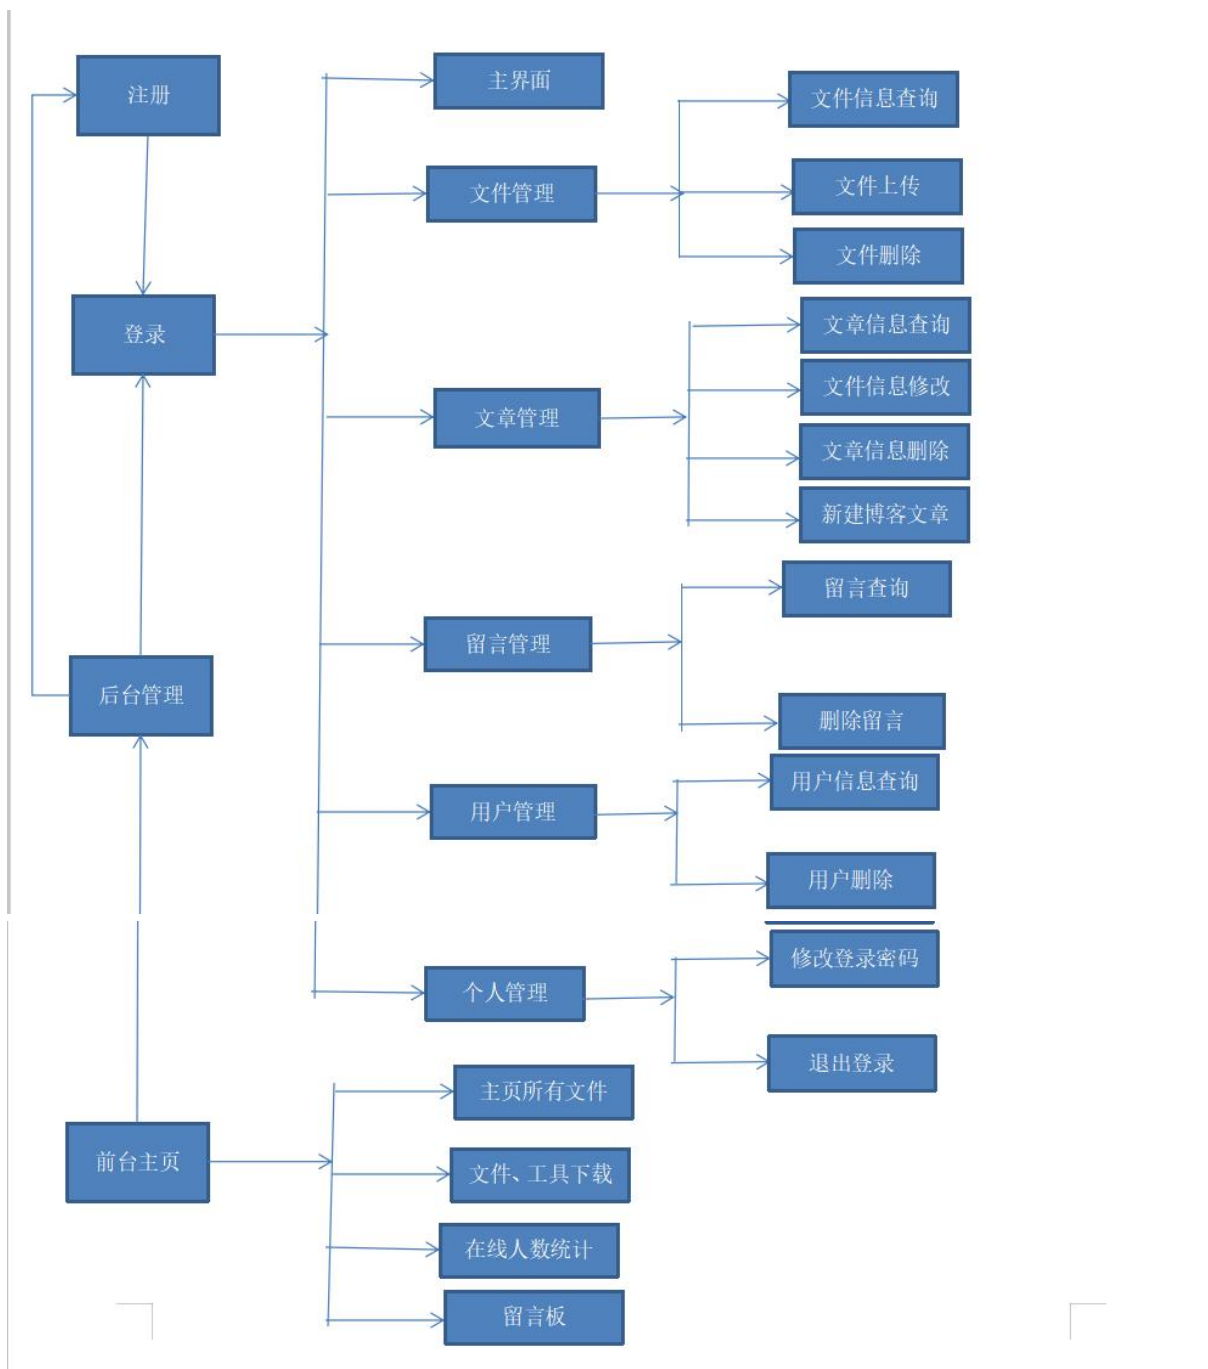 注册
主界面
文件信息查询
文件管理
文件上传
文件删除
登录
文章信息查询
文件信息修改
文章管理
文章信息删除
新建博客文章
留言查询
留言管理
后台管理
删除留言
用户信息查询
用户管理
用户删除
修改登录密码
个人管理
退出登录
主页所有文件
前台主页
文件、工具下载
在线人数统计
留言板